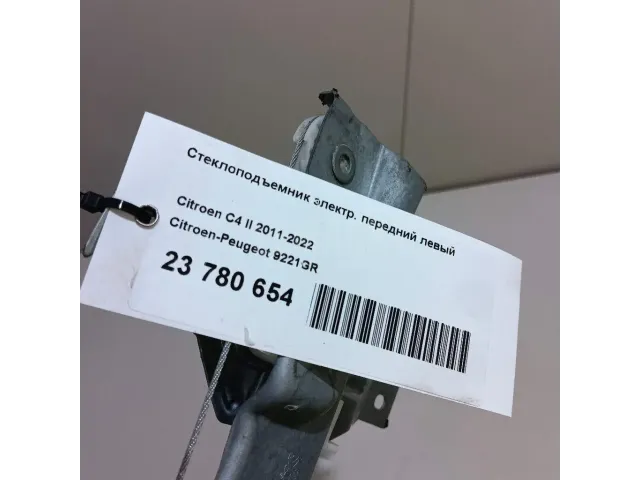 Стеклоподъемник электр. передний левый
Citroen C4 II 2011-2022
Citroen-Peugeot 9221GR
23 780 654